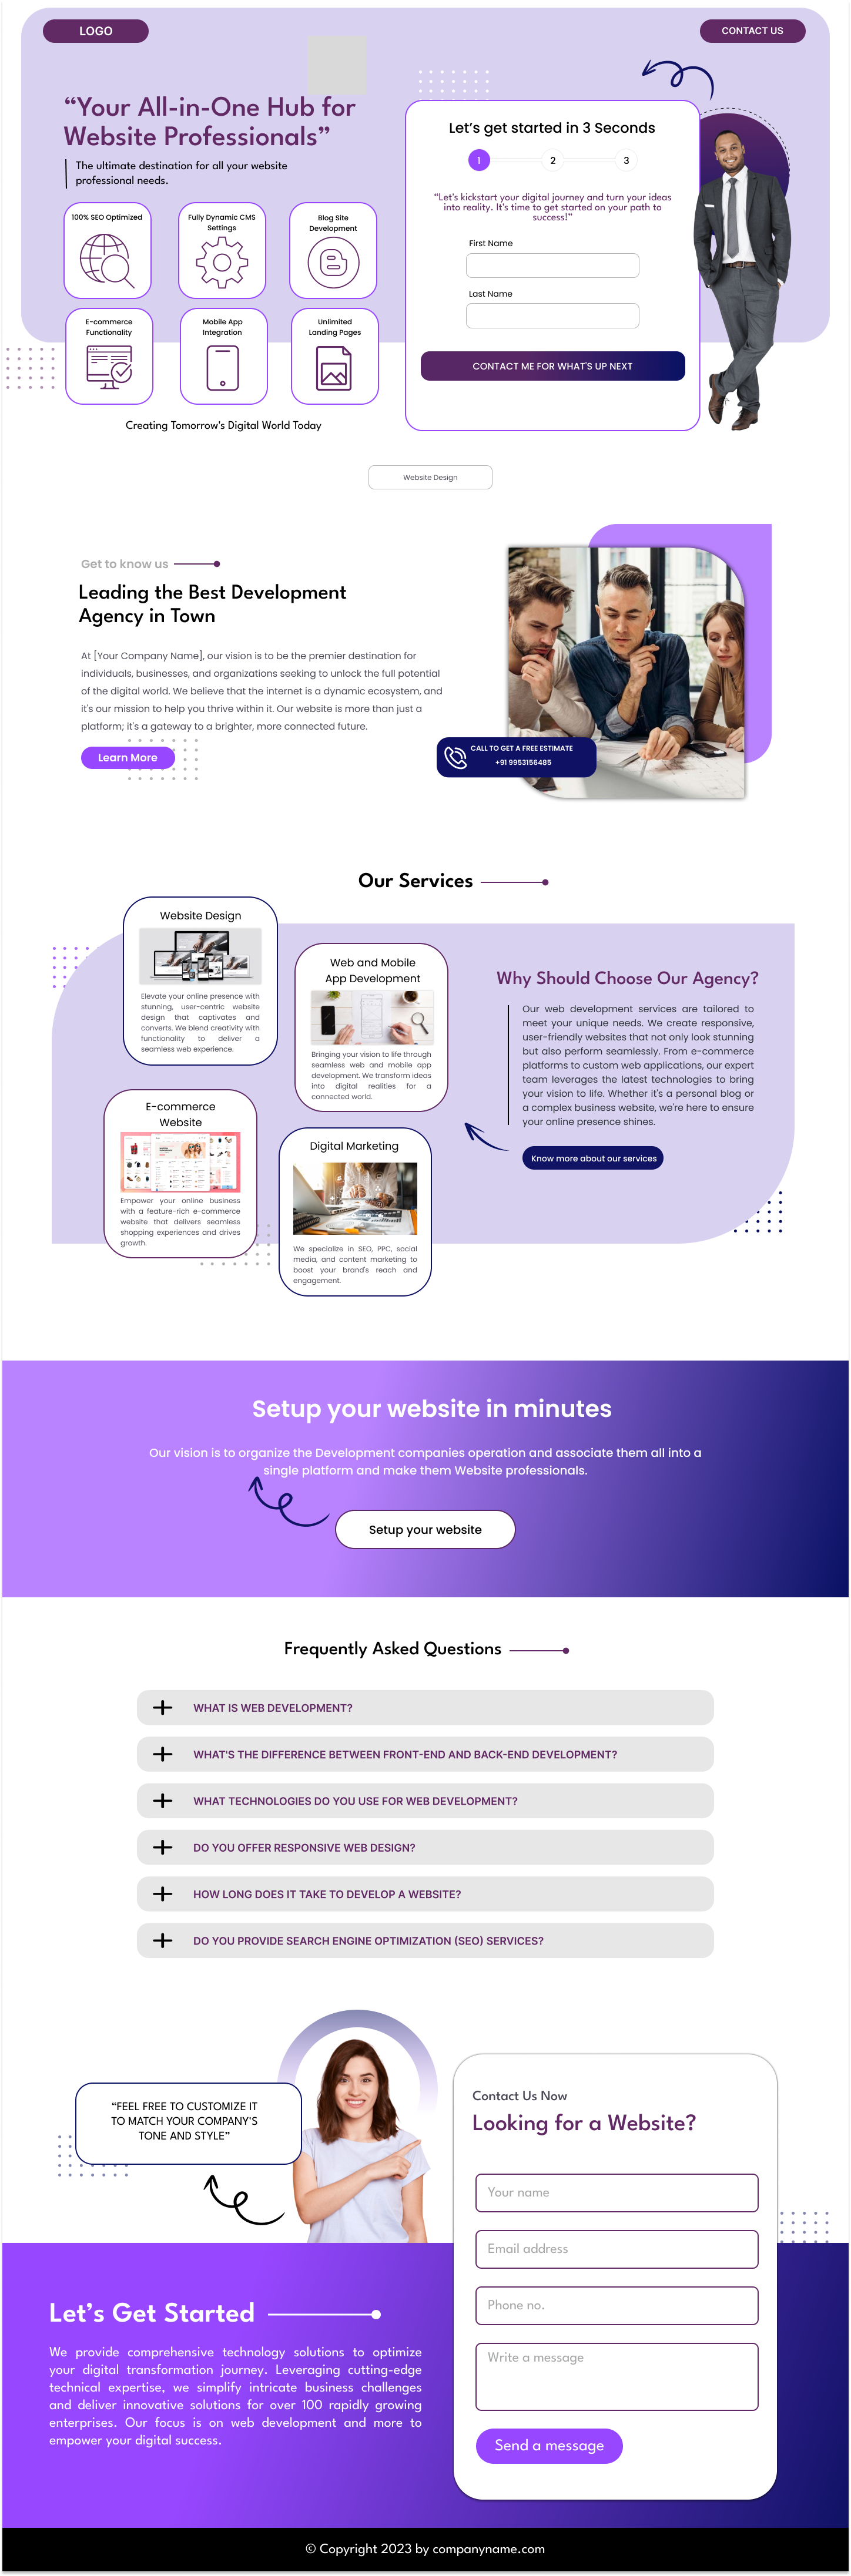 LOGO
CONTACT US
“Your All-in-One Hub for
Website Professionals”
The ultimate destination for all your website
professional needs.
100% SEO Optimized
Fully Dynamic CMS
Settings
Blog Site
Development
E-commerce
Functionality
Mobile App
Integration
Unlimited
Landing Pages
Creating Tomorrow's Digital World Today
Let’s get started in 3 Seconds
1
2
3
“Let's kickstart your digital journey and turn your ideas
into reality. It's time to get started on your path to
success!”
First Name
Last Name
CONTACT ME FOR WHAT'S UP NEXT
Website Design
Get to know us
Leading the Best Development
Agency in Town
At [Your Company Name], our vision is to be the premier destination for
individuals, businesses, and organizations seeking to unlock the full potential
of the digital world. We believe that the internet is a dynamic ecosystem, and
it's our mission to help you thrive within it. Our website is more than just a
platform; it's a gateway to a brighter, more connected future.
Learn More
CALL TO GET A FREE ESTIMATE
+91 9953156485
Our Services
Website Design
Elevate your online presence with
stunning, user-centric website
design that captivates and
converts. We blend creativity with
functionality to deliver a
seamless web experience.
Web and Mobile
App Development
Bringing your vision to life through
seamless web and mobile app
development. We transform ideas
into digital realities for a
connected world.
E-commerce
Website
Empower your online business
with a feature-rich e-commerce
website that delivers seamless
shopping experiences and drives
growth.
Digital Marketing
We specialize in SEO, PPC, social
media, and content marketing to
boost your brand's reach and
engagement.
Why Should Choose Our Agency?
Our web development services are tailored to
meet your unique needs. We create responsive,
user-friendly websites that not only look stunning
but also perform seamlessly. From e-commerce
platforms to custom web applications, our expert
team leverages the latest technologies to bring
your vision to life. Whether it's a personal blog or
a complex business website, we're here to ensure
your online presence shines.
Know more about our services
Setup your website in minutes
Our vision is to organize the Development companies operation and associate them all into a
single platform and make them Website professionals.
Setup your website
Frequently Asked Questions
WHAT IS WEB DEVELOPMENT?
WHAT'S THE DIFFERENCE BETWEEN FRONT-END AND BACK-END DEVELOPMENT?
WHAT TECHNOLOGIES DO YOU USE FOR WEB DEVELOPMENT?
DO YOU OFFER RESPONSIVE WEB DESIGN?
HOW LONG DOES IT TAKE TO DEVELOP A WEBSITE?
DO YOU PROVIDE SEARCH ENGINE OPTIMIZATION (SEO) SERVICES?
“FEEL FREE TO CUSTOMIZE IT
TO MATCH YOUR COMPANY'S
TONE AND STYLE”
Contact Us Now
Looking for a Website?
Your name
Email address
Phone no.
Write a message
Send a message
Let’s Get Started
We provide comprehensive technology solutions to optimize
your digital transformation journey. Leveraging cutting-edge
technical expertise, we simplify intricate business challenges
and deliver innovative solutions for over 100 rapidly growing
enterprises. Our focus is on web development and more to
empower your digital success.
© Copyright 2023 by companyname.com